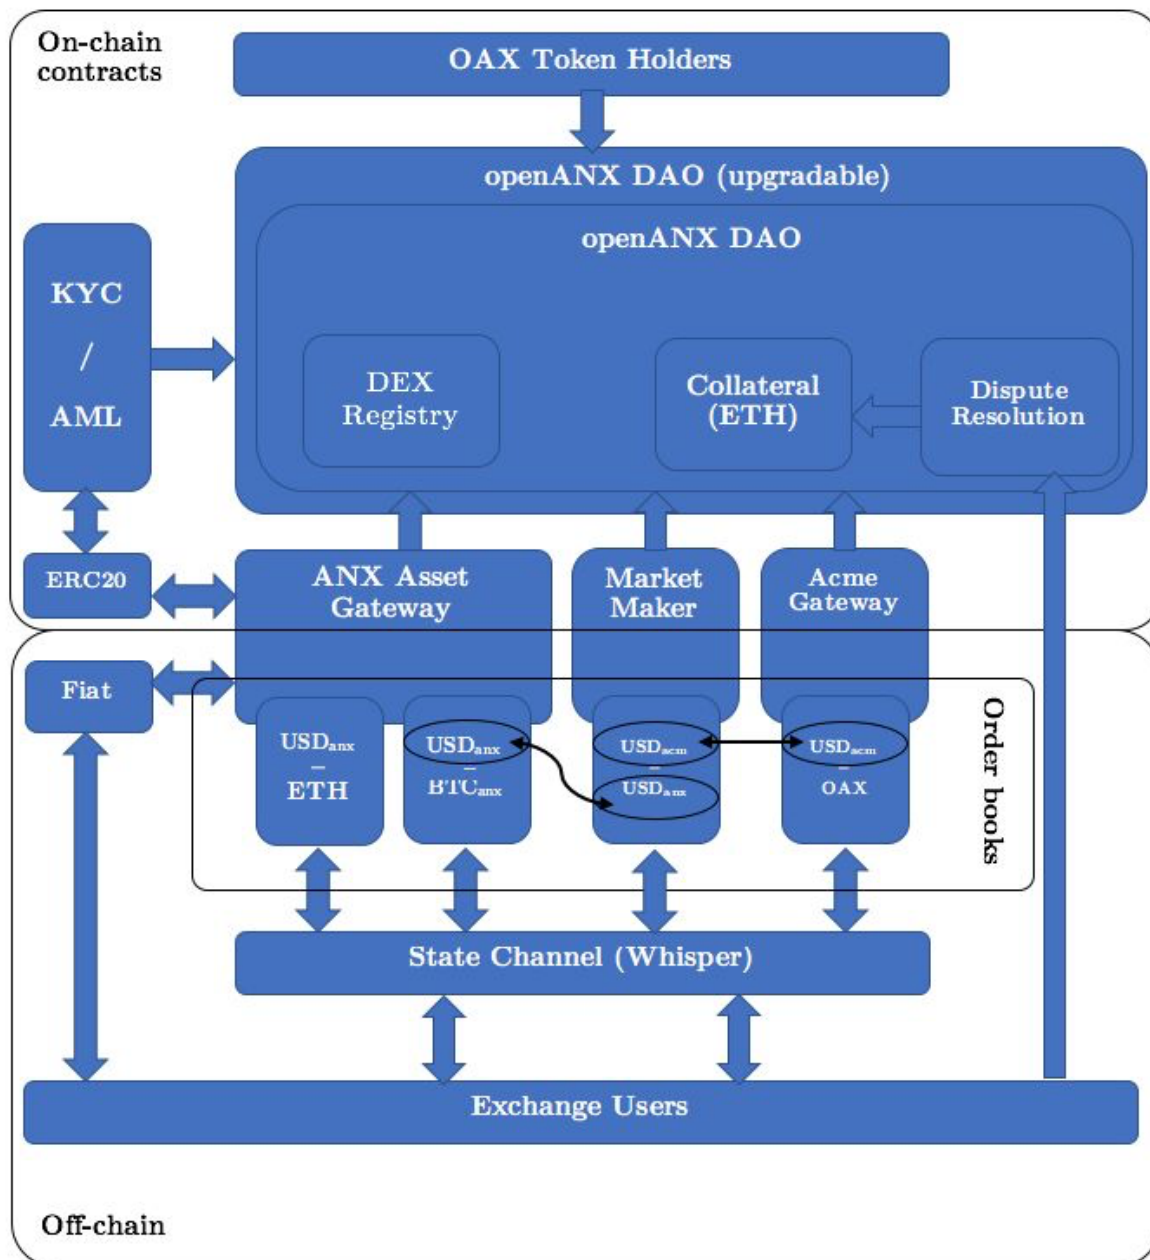 On-chain
contracts
OAX Token Holders
openANX DAO (upgradable)
openANX DAO
KYC
/
AML
DEX
Registry
Collateral
(ETH)
Dispute
Resolution
ERC20
ANX Asset
Gateway
Market
Maker
Acme
Gateway
Fiat
USDanx
–
ETH
USDanx
–
BTCanx
USDacm
–
USDanx
USDacm
–
OAX
Order books
State Channel (Whisper)
Exchange Users
Off-chain